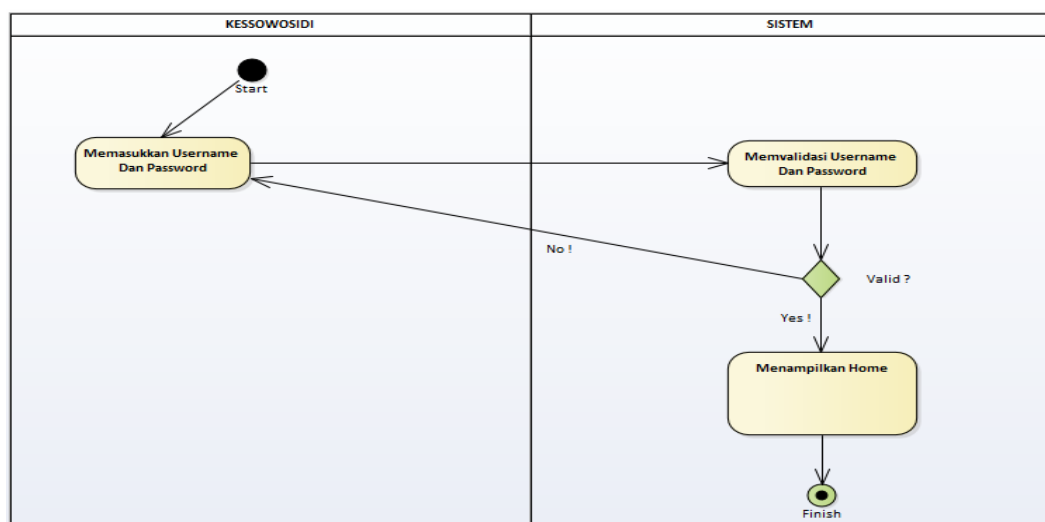 KESSOWOSIDI
SISTEM
Start
Memasukkan Username
Dan Password
Memvalidasi Username
Dan Password
No !
Valid ?
Yes !
Menampilkan Home
Finish